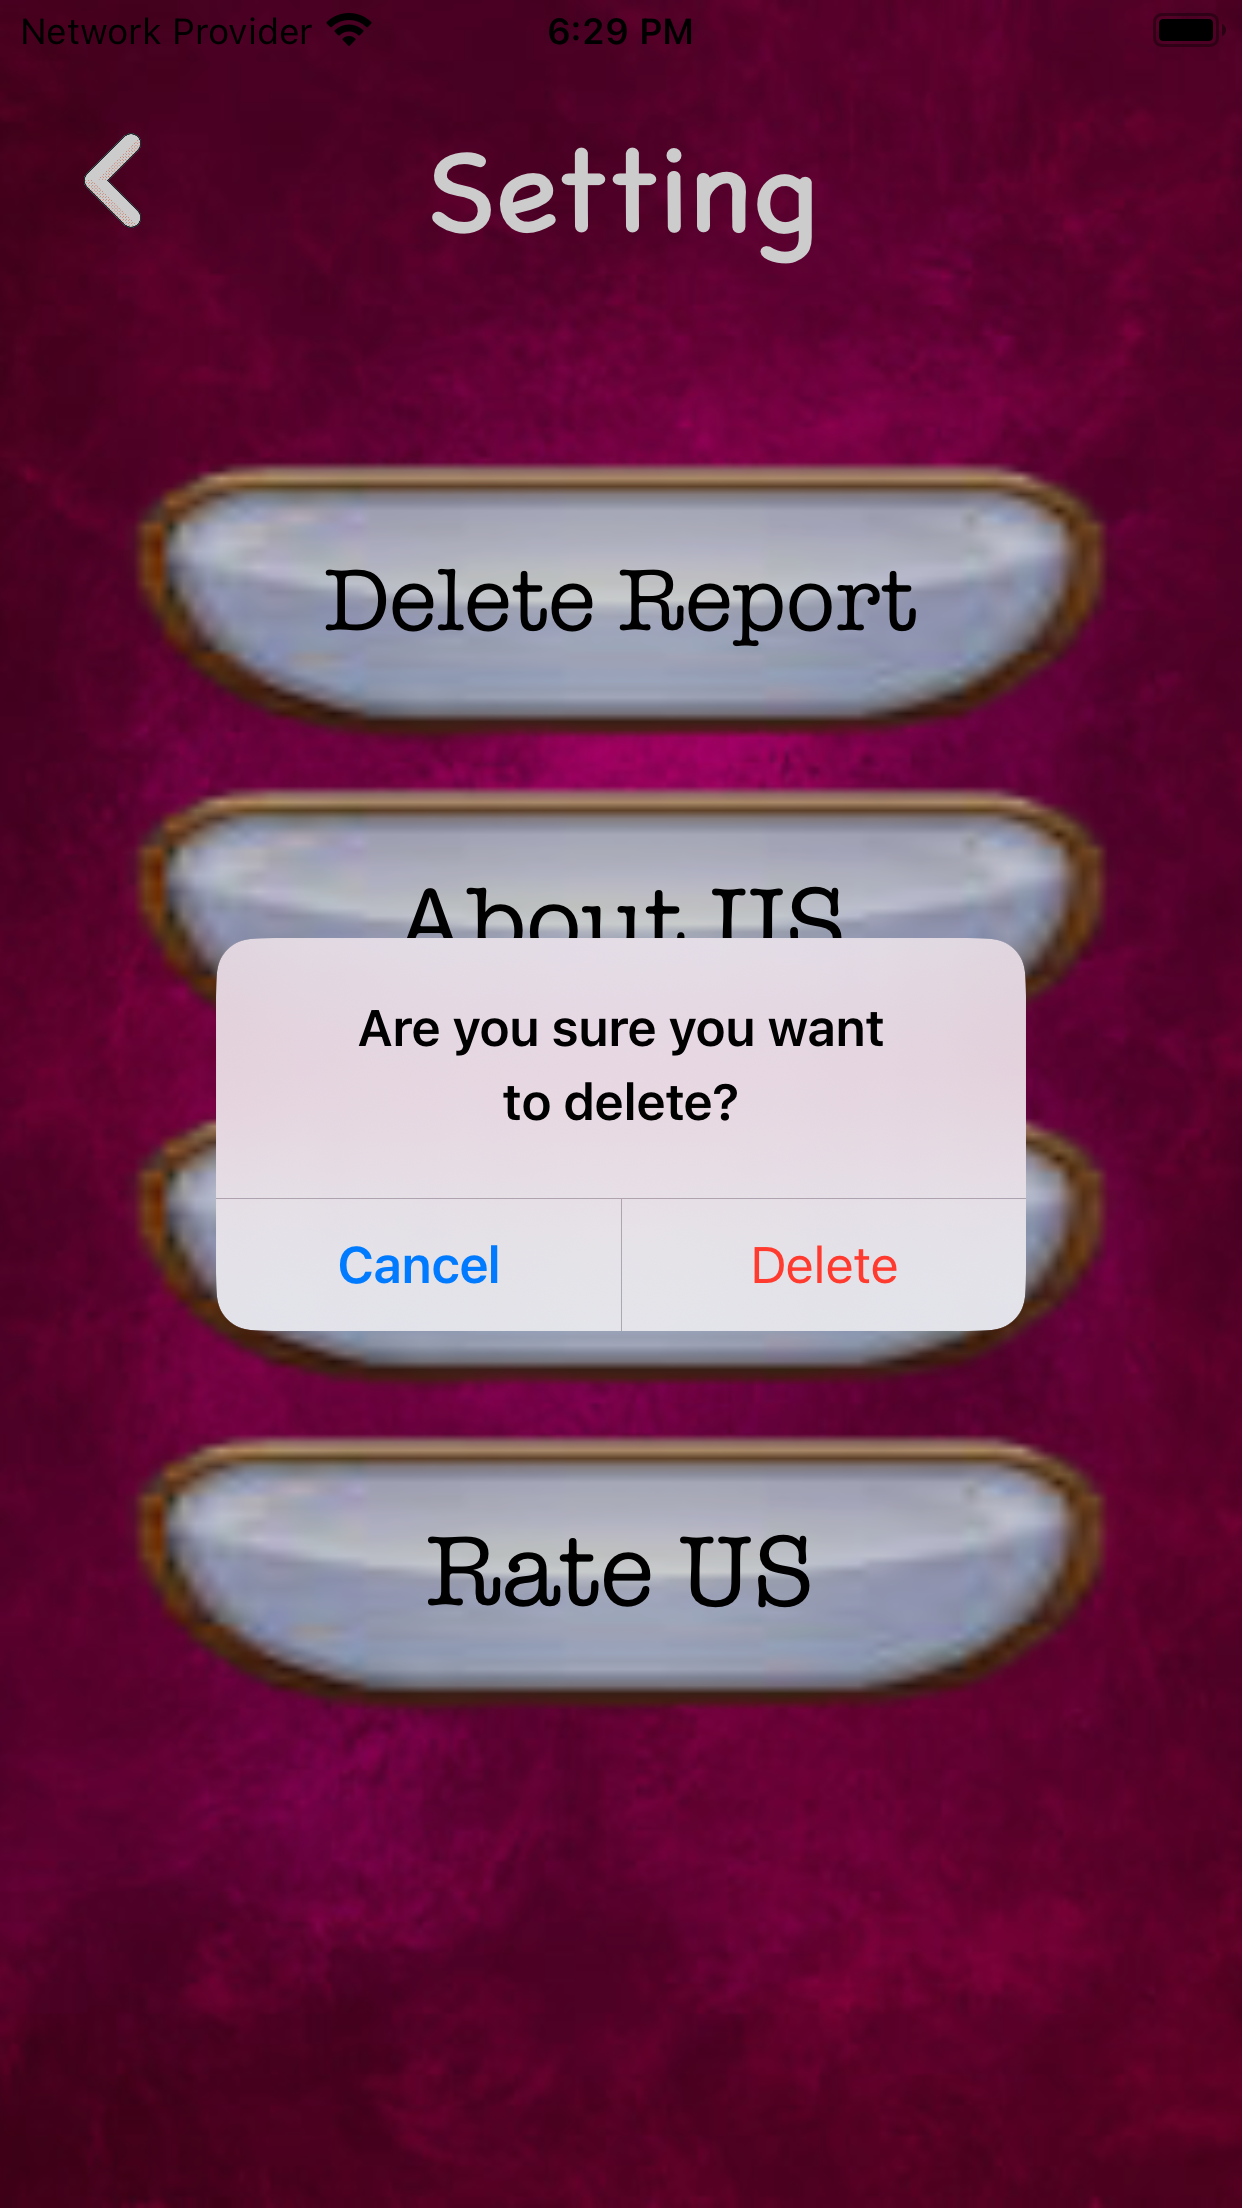 Network Provider 6:29 PM
Setting
Delete Report
About US
Are you sure you want
to delete?
Cancel Delete
Rate US